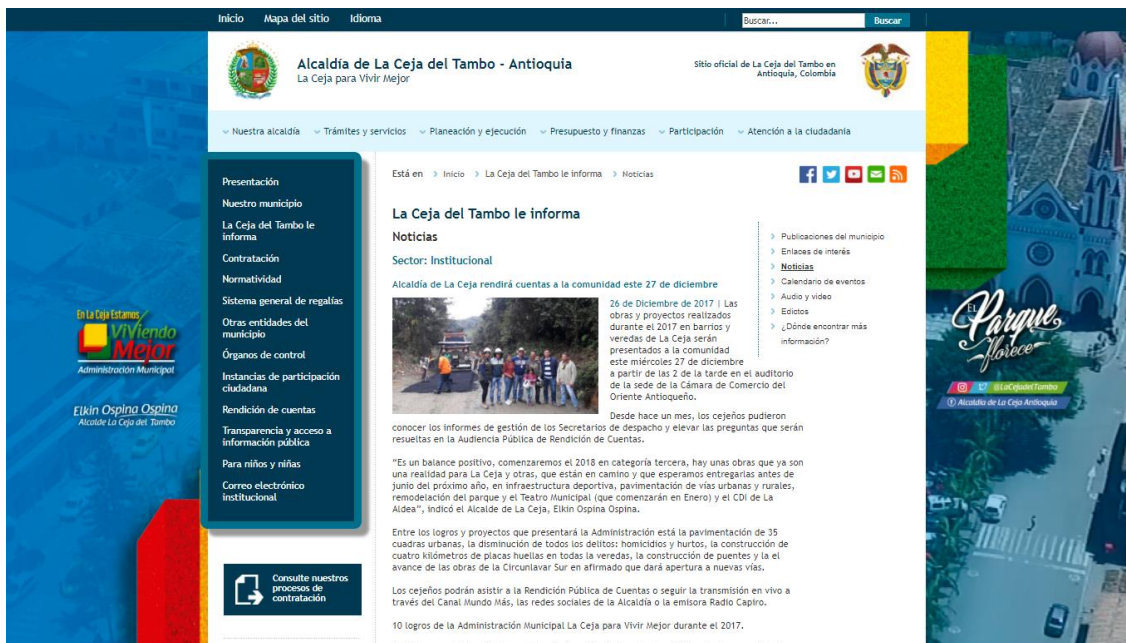 Inicio Mapa del sitio Idioma
Buscar... Buscar
Alcaldía de La Ceja del Tambo - Antioquia
La Ceja para Vivir Mejor
Sitio oficial de La Ceja del Tambo en
Antioquia, Colombia
Nuestra alcaldía Trámites y servicios Planeación y ejecución Presupuesto y finanzas Participación Atención a la ciudadanía
Presentación
Nuestro municipio
La Ceja del Tambo le
informa
Contratación
Normatividad
Sistema general de regalías
Otras entidades del
municipio
Órganos de control
Instancias de participación
ciudadana
Rendición de cuentas
Transparencia y acceso a
información pública
Para niños y niñas
Correo electrónico
institucional
Consulte nuestros
procesos de
contratación
En La Ceja Estamos
ViViendo
Mejor
Administración Municipal
Elkin Ospina Ospina
Alcalde La Ceja del Tambo
Está en > Inicio > La Ceja del Tambo le informa > Noticias
La Ceja del Tambo le informa
Noticias
Sector: Institucional
Alcaldía de La Ceja rendirá cuentas a la comunidad este 27 de diciembre
26 de Diciembre de 2017 | Las
obras y proyectos realizados
durante el 2017 en barrios y
veredas de La Ceja serán
presentados a la comunidad
este miércoles 27 de diciembre
a partir de las 2 de la tarde en el auditorio
de la sede de la Cámara de Comercio del
Oriente Antioqueño.
Desde hace un mes, los cejeños pudieron
conocer los informes de gestión de los Secretarios de despacho y elevar las preguntas que serán
resueltas en la Audiencia Pública de Rendición de Cuentas.
“Es un balance positivo, comenzaremos el 2018 en categoría tercera, hay unas obras que ya son
una realidad para La Ceja y otras, que están en camino y que esperamos entregarlas antes de
junio del próximo año, en infraestructura deportiva, pavimentación de vías urbanas y rurales,
remodelación del parque y el Teatro Municipal (que comenzarán en Enero) y el CDI de La
Aldea”, indicó el Alcalde de La Ceja, Elkin Ospina Ospina.
Entre los logros y proyectos que presentará la Administración está la pavimentación de 35
cuadras urbanas, la disminución de todos los delitos: homicidios y hurtos, la construcción de
cuatro kilómetros de placas huellas en todas la veredas, la construcción de puentes y la el
avance de las obras de la Circunlavar Sur en afirmado que dará apertura a nuevas vías.
Los cejeños podrán asistir a la Rendición Pública de Cuentas o seguir la transmisión en vivo a
través del Canal Mundo Más, las redes sociales de la Alcaldía o la emisora Radio Capiro.
10 logros de la Administración Municipal La Ceja para Vivir Mejor durante el 2017.
Publicaciones del municipio
Enlaces de interés
Noticias
Calendario de eventos
Audio y video
Edictos
¿Dónde encontrar más
información?
EL
Parque
florece
@LaCejadelTambo
Alcaldía de La Ceja Antioquia